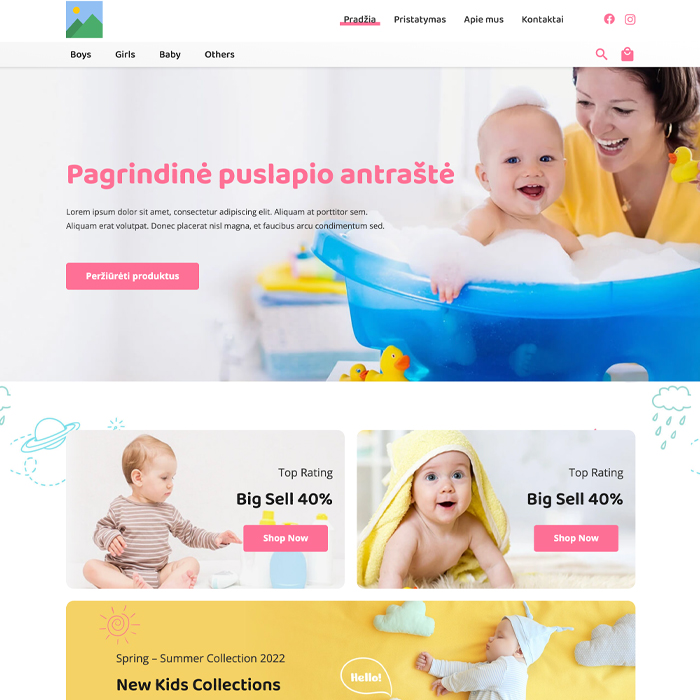 Pradžia Pristatymas Apie mus Kontaktai
Boys Girls Baby Others
Pagrindinė puslapio antraštė
Lorem ipsum dolor sit amet, consectetur adipiscing elit. Aliquam at porttitor sem.
Aliquam erat volutpat. Donec placerat nisl magna, et faucibus arcu condimentum sed.
Peržiūrėti produktus
Top Rating
Big Sell 40%
Shop Now
Top Rating
Big Sell 40%
Shop Now
Spring – Summer Collection 2022
New Kids Collections
Hello!